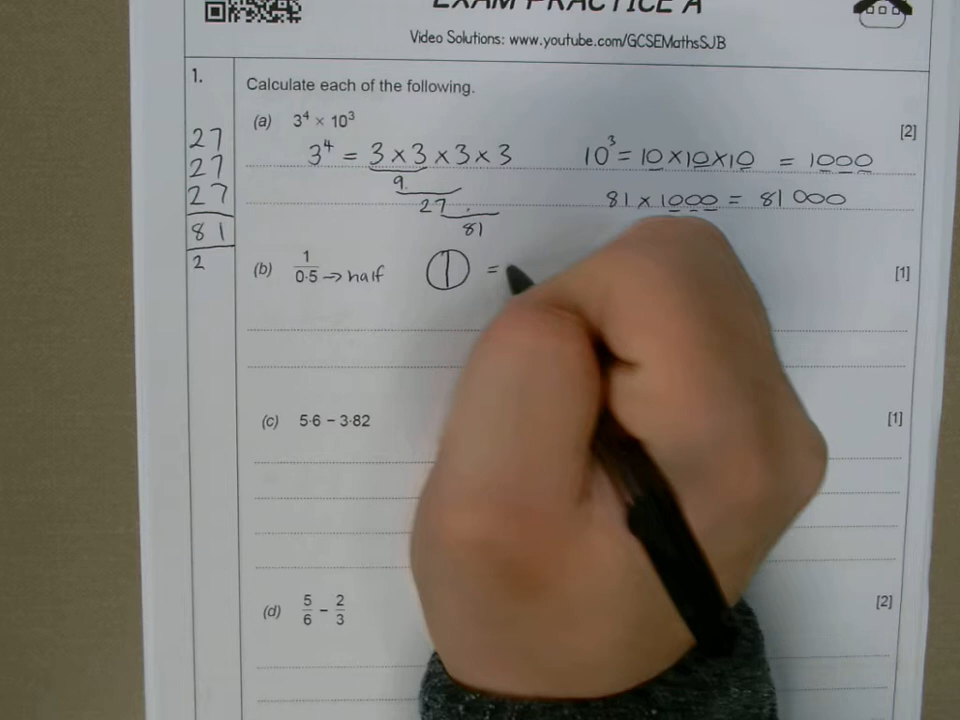 EXAM PRACTICE A
Video Solutions: www.youtube.com/GCSEMathsSJB
1.
Calculate each of the following.
(a) 3⁴ × 10³ [2]
3⁴ = 3 × 3 × 3 × 3
9
27
81
10³ = 10 × 10 × 10 = 1000
81 × 1000 = 81 000
27
27
27
81
2
(b) 1/0·5 → half = [1]
(c) 5·6 − 3·82 [1]
(d) 5/6 − 2/3 [2]